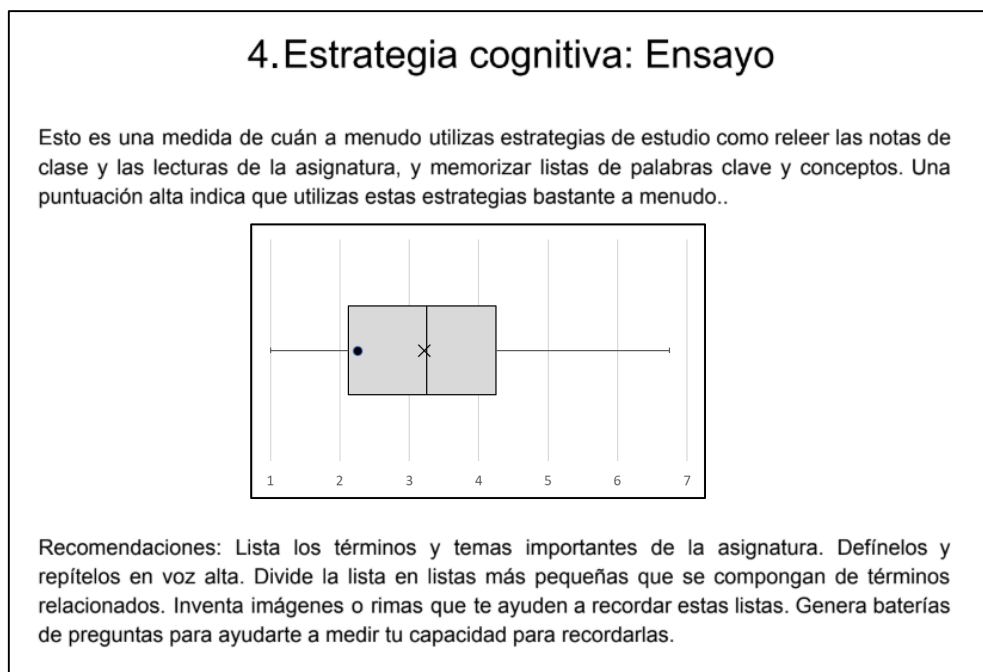 4.Estrategia cognitiva: Ensayo
Esto es una medida de cuán a menudo utilizas estrategias de estudio como releer las notas de
clase y las lecturas de la asignatura, y memorizar listas de palabras clave y conceptos. Una
puntuación alta indica que utilizas estas estrategias bastante a menudo..
1 2 3 4 5 6 7
Recomendaciones: Lista los términos y temas importantes de la asignatura. Defínelos y
repítelos en voz alta. Divide la lista en listas más pequeñas que se compongan de términos
relacionados. Inventa imágenes o rimas que te ayuden a recordar estas listas. Genera baterías
de preguntas para ayudarte a medir tu capacidad para recordarlas.